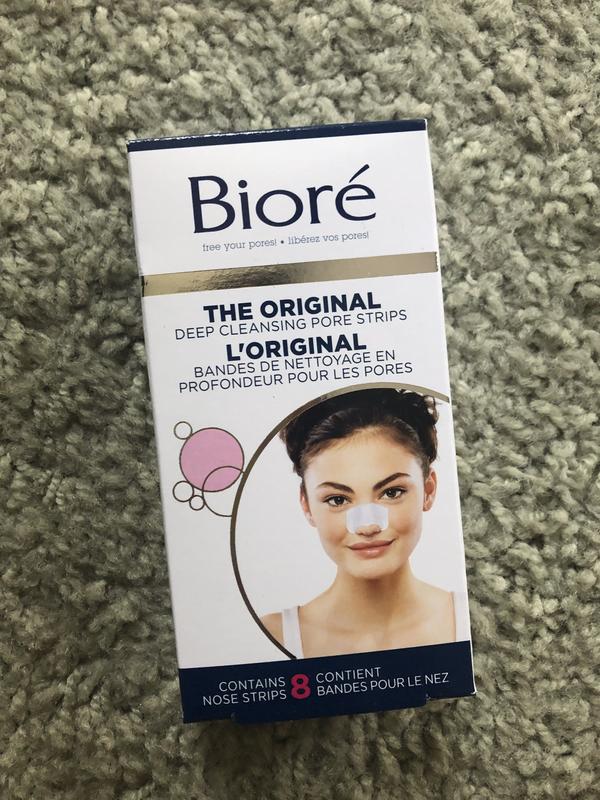 Bioré
free your pores! • libérez vos pores!
THE ORIGINAL
DEEP CLEANSING PORE STRIPS
L'ORIGINAL
BANDES DE NETTOYAGE EN
PROFONDEUR POUR LES PORES
CONTAINS 8 CONTIENT
NOSE STRIPS BANDES POUR LE NEZ